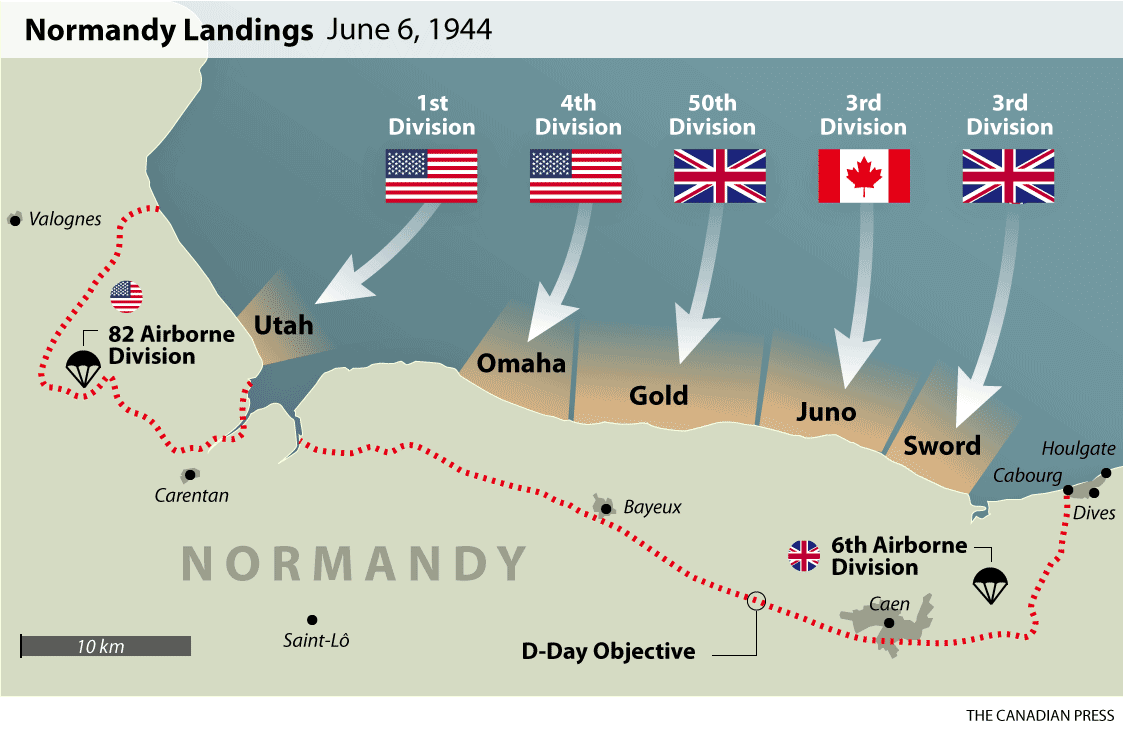 Normandy Landings June 6, 1944
1st
Division
4th
Division
50th
Division
3rd
Division
3rd
Division
Valognes
82 Airborne
Division
Utah
Omaha
Gold
Juno
Sword
Houlgate
Cabourg
Dives
Carentan
Bayeux
NORMANDY
6th Airborne
Division
Caen
Saint-Lô
D-Day Objective
10 km
THE CANADIAN PRESS